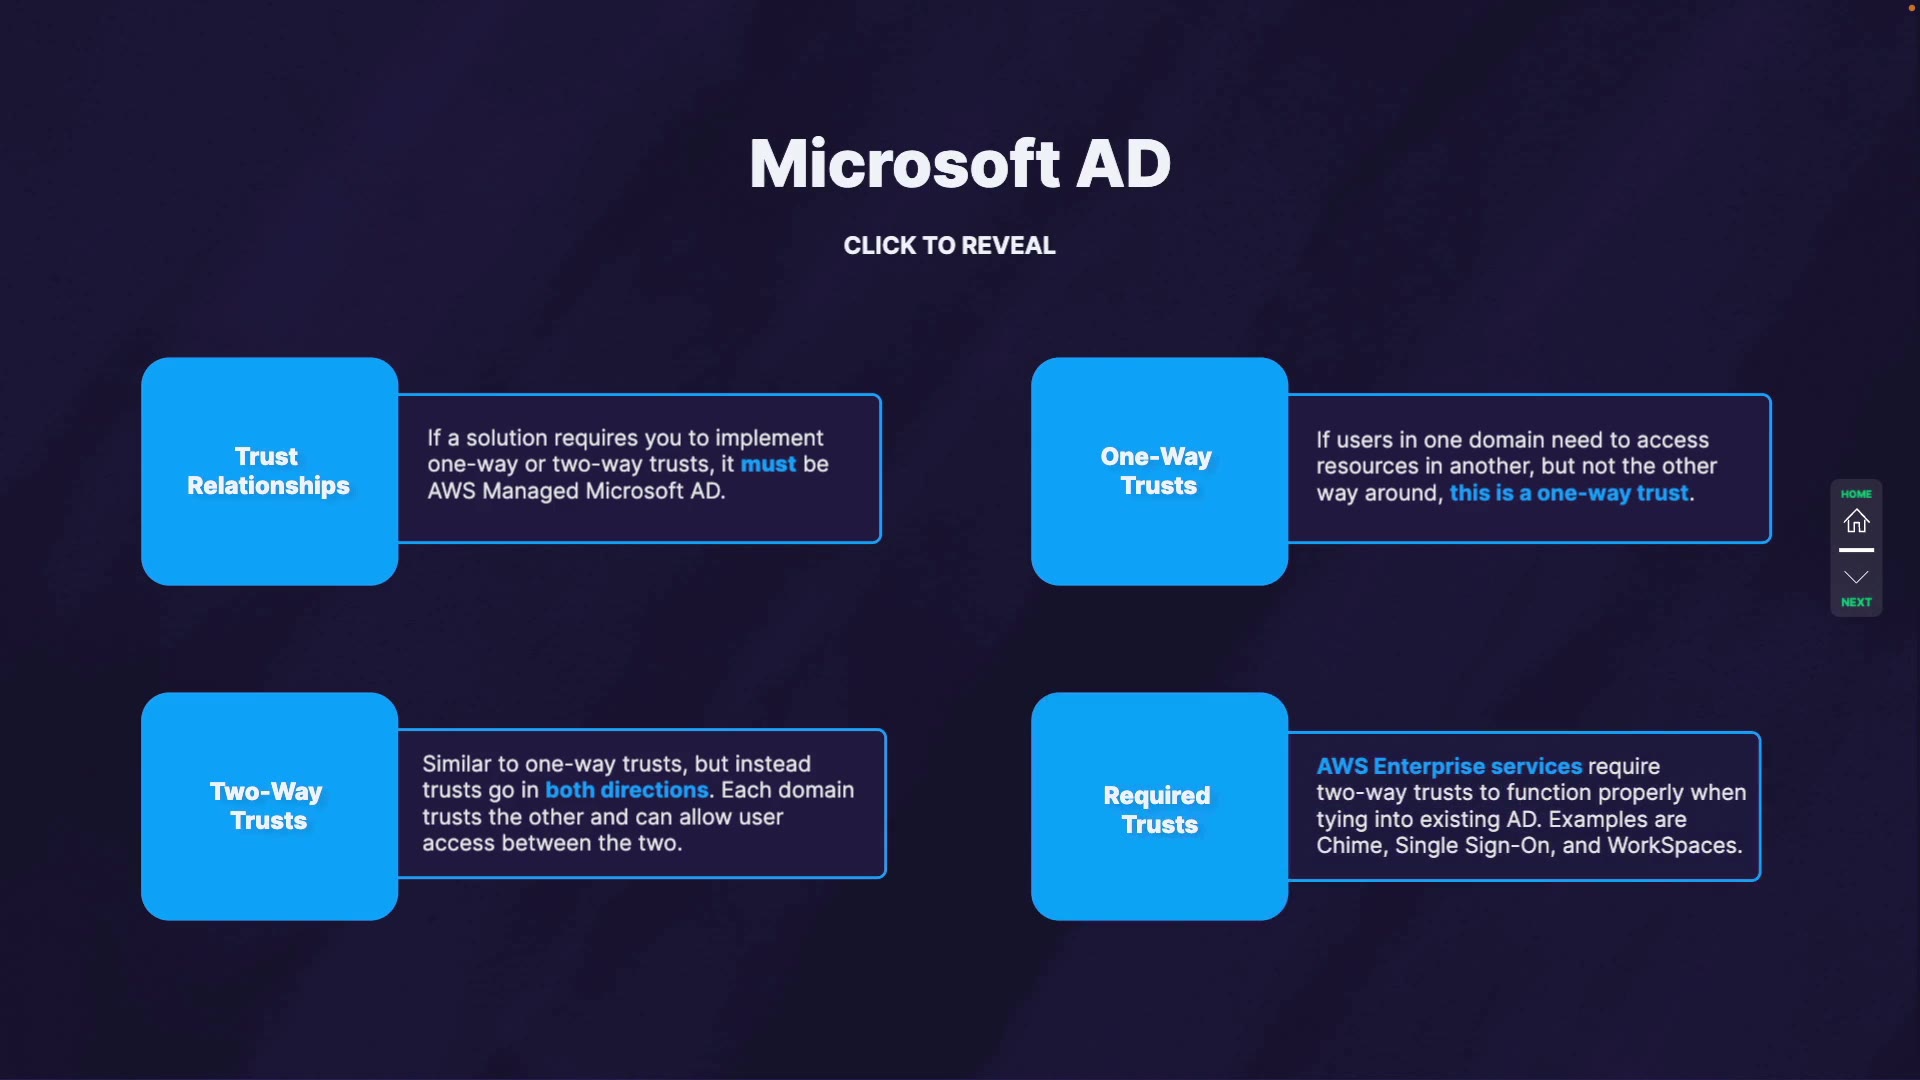 Microsoft AD
CLICK TO REVEAL
Trust
Relationships
If a solution requires you to implement
one-way or two-way trusts, it must be
AWS Managed Microsoft AD.
One-Way
Trusts
If users in one domain need to access
resources in another, but not the other
way around, this is a one-way trust.
HOME
NEXT
Two-Way
Trusts
Similar to one-way trusts, but instead
trusts go in both directions. Each domain
trusts the other and can allow user
access between the two.
Required
Trusts
AWS Enterprise services require
two-way trusts to function properly when
tying into existing AD. Examples are
Chime, Single Sign-On, and WorkSpaces.